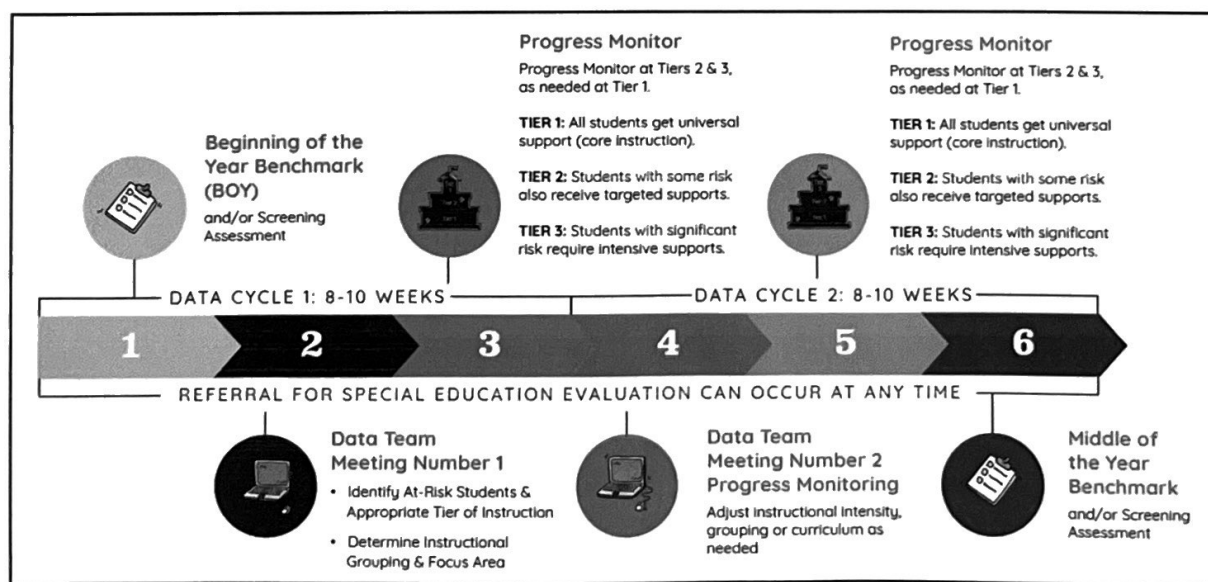 Progress Monitor
Progress Monitor at Tiers 2 & 3,
as needed at Tier 1.
TIER 1: All students get universal
support (core instruction).
TIER 2: Students with some risk
also receive targeted supports.
TIER 3: Students with significant
risk require intensive supports.
Progress Monitor
Progress Monitor at Tiers 2 & 3,
as needed at Tier 1.
TIER 1: All students get universal
support (core instruction).
TIER 2: Students with some risk
also receive targeted supports.
TIER 3: Students with significant
risk require intensive supports.
Beginning of the
Year Benchmark
(BOY)
and/or Screening
Assessment
DATA CYCLE 1: 8-10 WEEKS
DATA CYCLE 2: 8-10 WEEKS
1
2
3
4
5
6
REFERRAL FOR SPECIAL EDUCATION EVALUATION CAN OCCUR AT ANY TIME
Data Team
Meeting Number 1
• Identify At-Risk Students &
Appropriate Tier of Instruction
• Determine Instructional
Grouping & Focus Area
Data Team
Meeting Number 2
Progress Monitoring
Adjust instructional intensity,
grouping or curriculum as
needed
Middle of
the Year
Benchmark
and/or Screening
Assessment